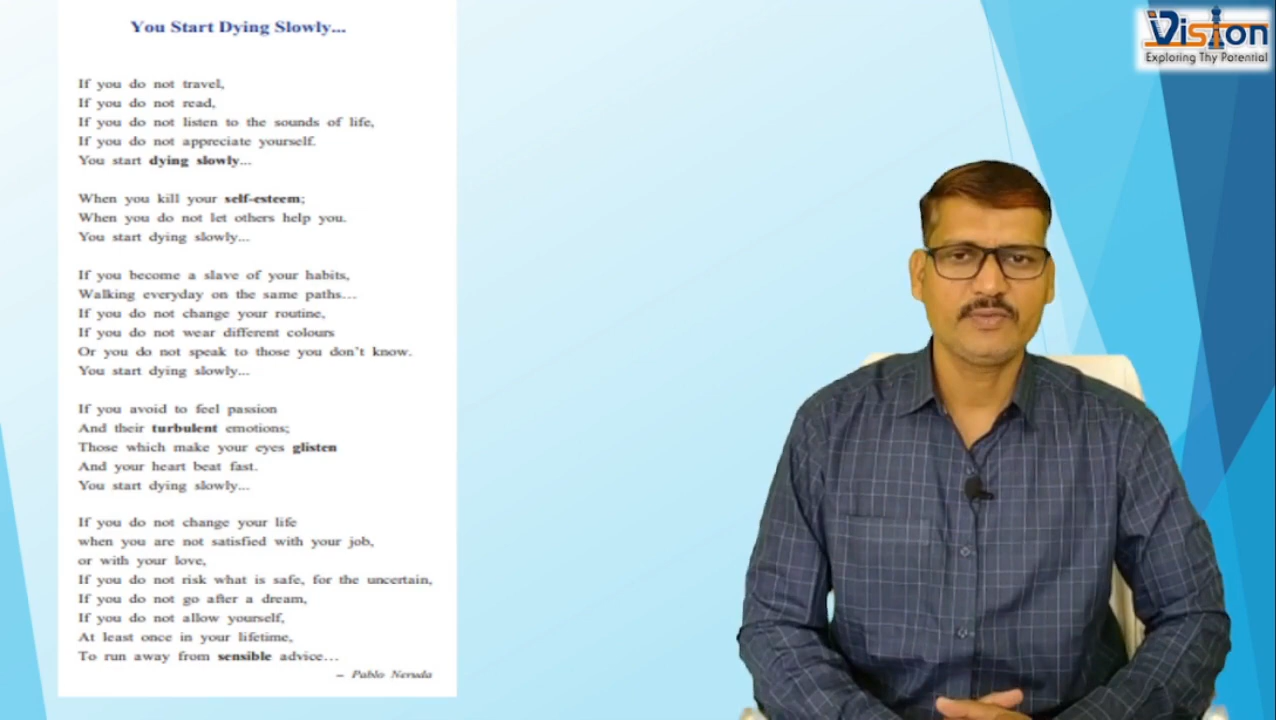 You Start Dying Slowly...
If you do not travel,
If you do not read,
If you do not listen to the sounds of life,
If you do not appreciate yourself.
You start dying slowly...
When you kill your self-esteem;
When you do not let others help you.
You start dying slowly...
If you become a slave of your habits,
Walking everyday on the same paths...
If you do not change your routine,
If you do not wear different colours
Or you do not speak to those you don't know.
You start dying slowly...
If you avoid to feel passion
And their turbulent emotions;
Those which make your eyes glisten
And your heart beat fast.
You start dying slowly...
If you do not change your life
when you are not satisfied with your job,
or with your love,
If you do not risk what is safe, for the uncertain,
If you do not go after a dream,
If you do not allow yourself,
At least once in your lifetime,
To run away from sensible advice...
– Pablo Neruda
Vision
Exploring Thy Potential